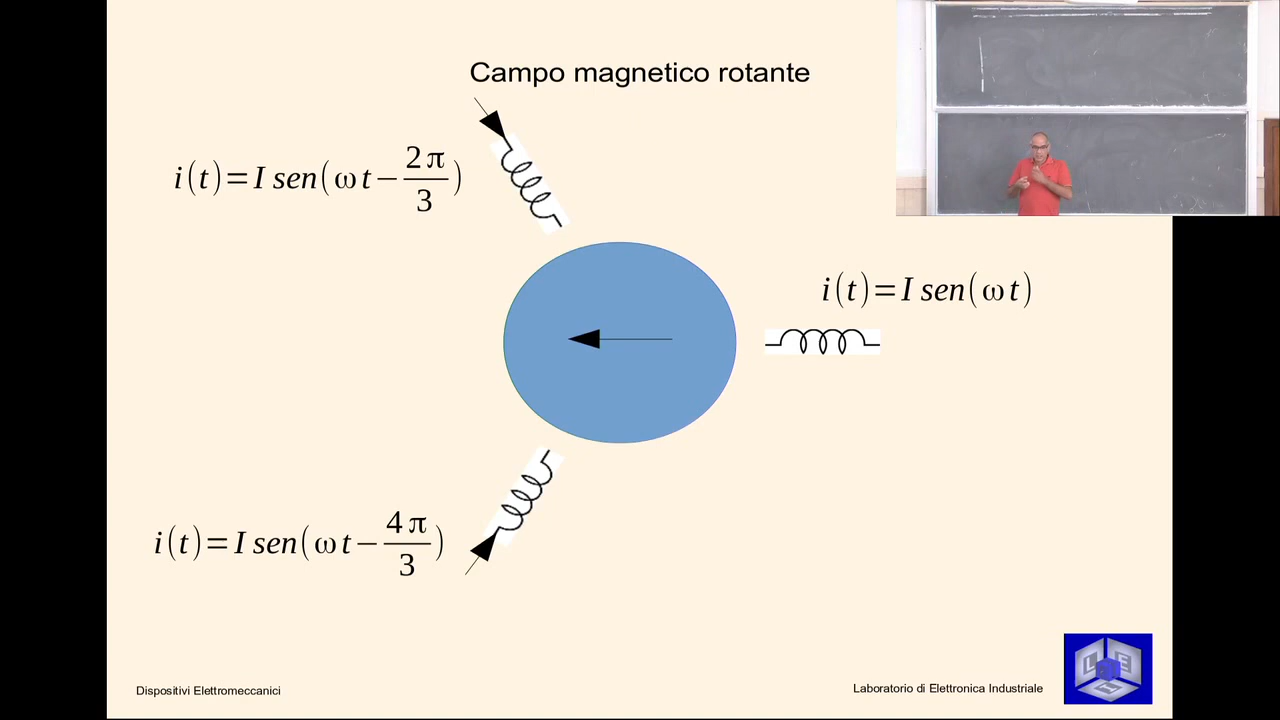 Campo magnetico rotante
i(t)=I sen(ωt−2π/3)
i(t)=I sen(ωt)
i(t)=I sen(ωt−4π/3)
Dispositivi Elettromeccanici
Laboratorio di Elettronica Industriale
L E I